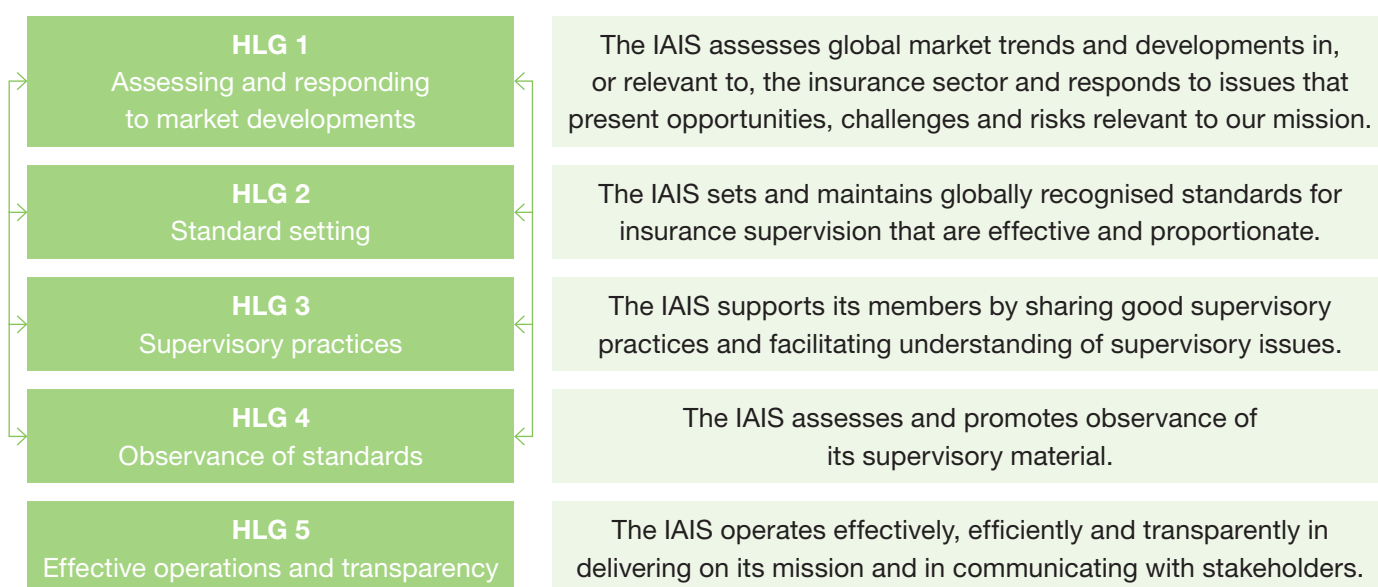 HLG 1
Assessing and responding
to market developments
The IAIS assesses global market trends and developments in,
or relevant to, the insurance sector and responds to issues that
present opportunities, challenges and risks relevant to our mission.
HLG 2
Standard setting
The IAIS sets and maintains globally recognised standards for
insurance supervision that are effective and proportionate.
HLG 3
Supervisory practices
The IAIS supports its members by sharing good supervisory
practices and facilitating understanding of supervisory issues.
HLG 4
Observance of standards
The IAIS assesses and promotes observance of
its supervisory material.
HLG 5
Effective operations and transparency
The IAIS operates effectively, efficiently and transparently in
delivering on its mission and in communicating with stakeholders.